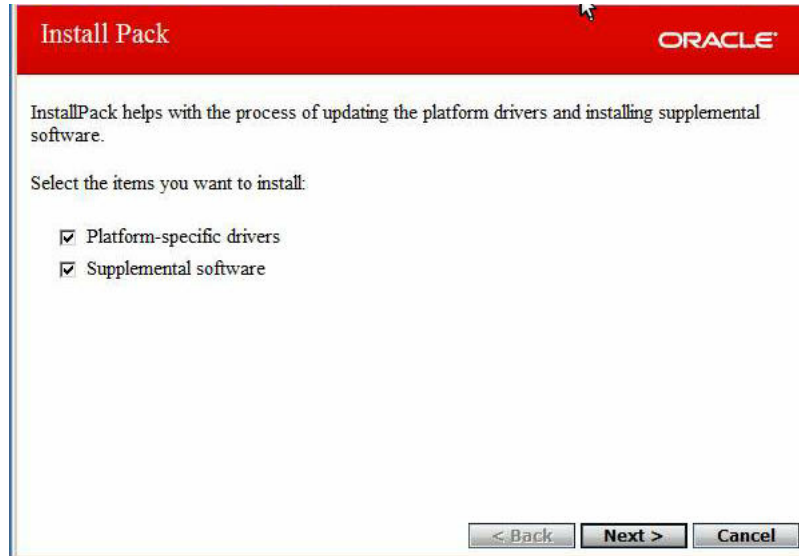 Install Pack
ORACLE
InstallPack helps with the process of updating the platform drivers and installing supplemental
software.
Select the items you want to install:
Platform-specific drivers
Supplemental software
< Back
Next >
Cancel